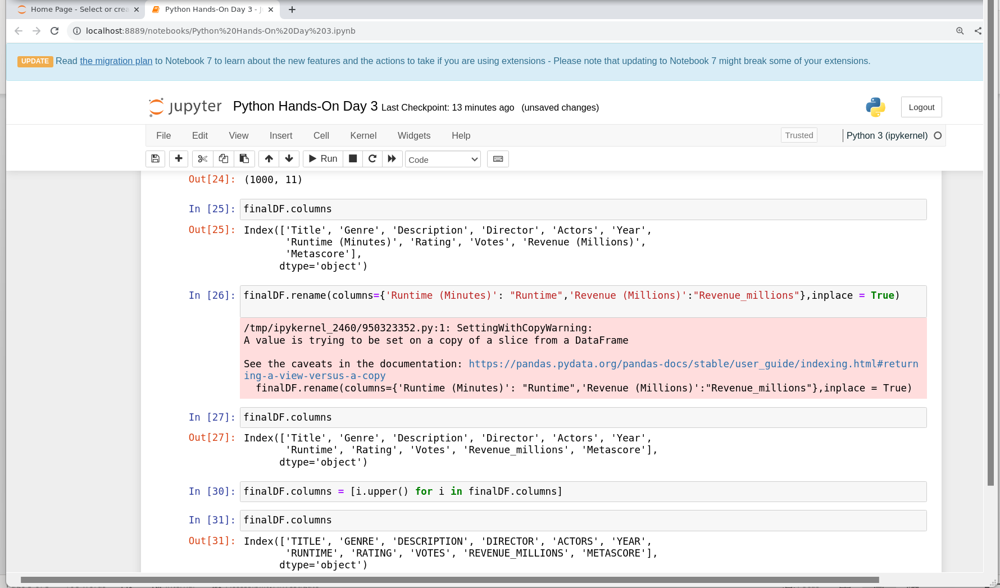 Home Page - Select or crea
Python Hands-On Day 3 - J
localhost:8889/notebooks/Python%20Hands-On%20Day%203.ipynb
UPDATE Read the migration plan to Notebook 7 to learn about the new features and the actions to take if you are using extensions - Please note that updating to Notebook 7 might break some of your extensions.
jupyter Python Hands-On Day 3 Last Checkpoint: 13 minutes ago (unsaved changes)
Logout
File Edit View Insert Cell Kernel Widgets Help Trusted Python 3 (ipykernel)
Run Code
Out[24]: (1000, 11)
In [25]: finalDF.columns
Out[25]: Index(['Title', 'Genre', 'Description', 'Director', 'Actors', 'Year',
'Runtime (Minutes)', 'Rating', 'Votes', 'Revenue (Millions)',
'Metascore'],
dtype='object')
In [26]: finalDF.rename(columns={'Runtime (Minutes)': "Runtime",'Revenue (Millions)':"Revenue_millions"},inplace = True)
/tmp/ipykernel_2460/950323352.py:1: SettingWithCopyWarning:
A value is trying to be set on a copy of a slice from a DataFrame
See the caveats in the documentation: https://pandas.pydata.org/pandas-docs/stable/user_guide/indexing.html#return
ing-a-view-versus-a-copy
finalDF.rename(columns={'Runtime (Minutes)': "Runtime",'Revenue (Millions)':"Revenue_millions"},inplace = True)
In [27]: finalDF.columns
Out[27]: Index(['Title', 'Genre', 'Description', 'Director', 'Actors', 'Year',
'Runtime', 'Rating', 'Votes', 'Revenue_millions', 'Metascore'],
dtype='object')
In [30]: finalDF.columns = [i.upper() for i in finalDF.columns]
In [31]: finalDF.columns
Out[31]: Index(['TITLE', 'GENRE', 'DESCRIPTION', 'DIRECTOR', 'ACTORS', 'YEAR',
'RUNTIME', 'RATING', 'VOTES', 'REVENUE_MILLIONS', 'METASCORE'],
dtype='object')